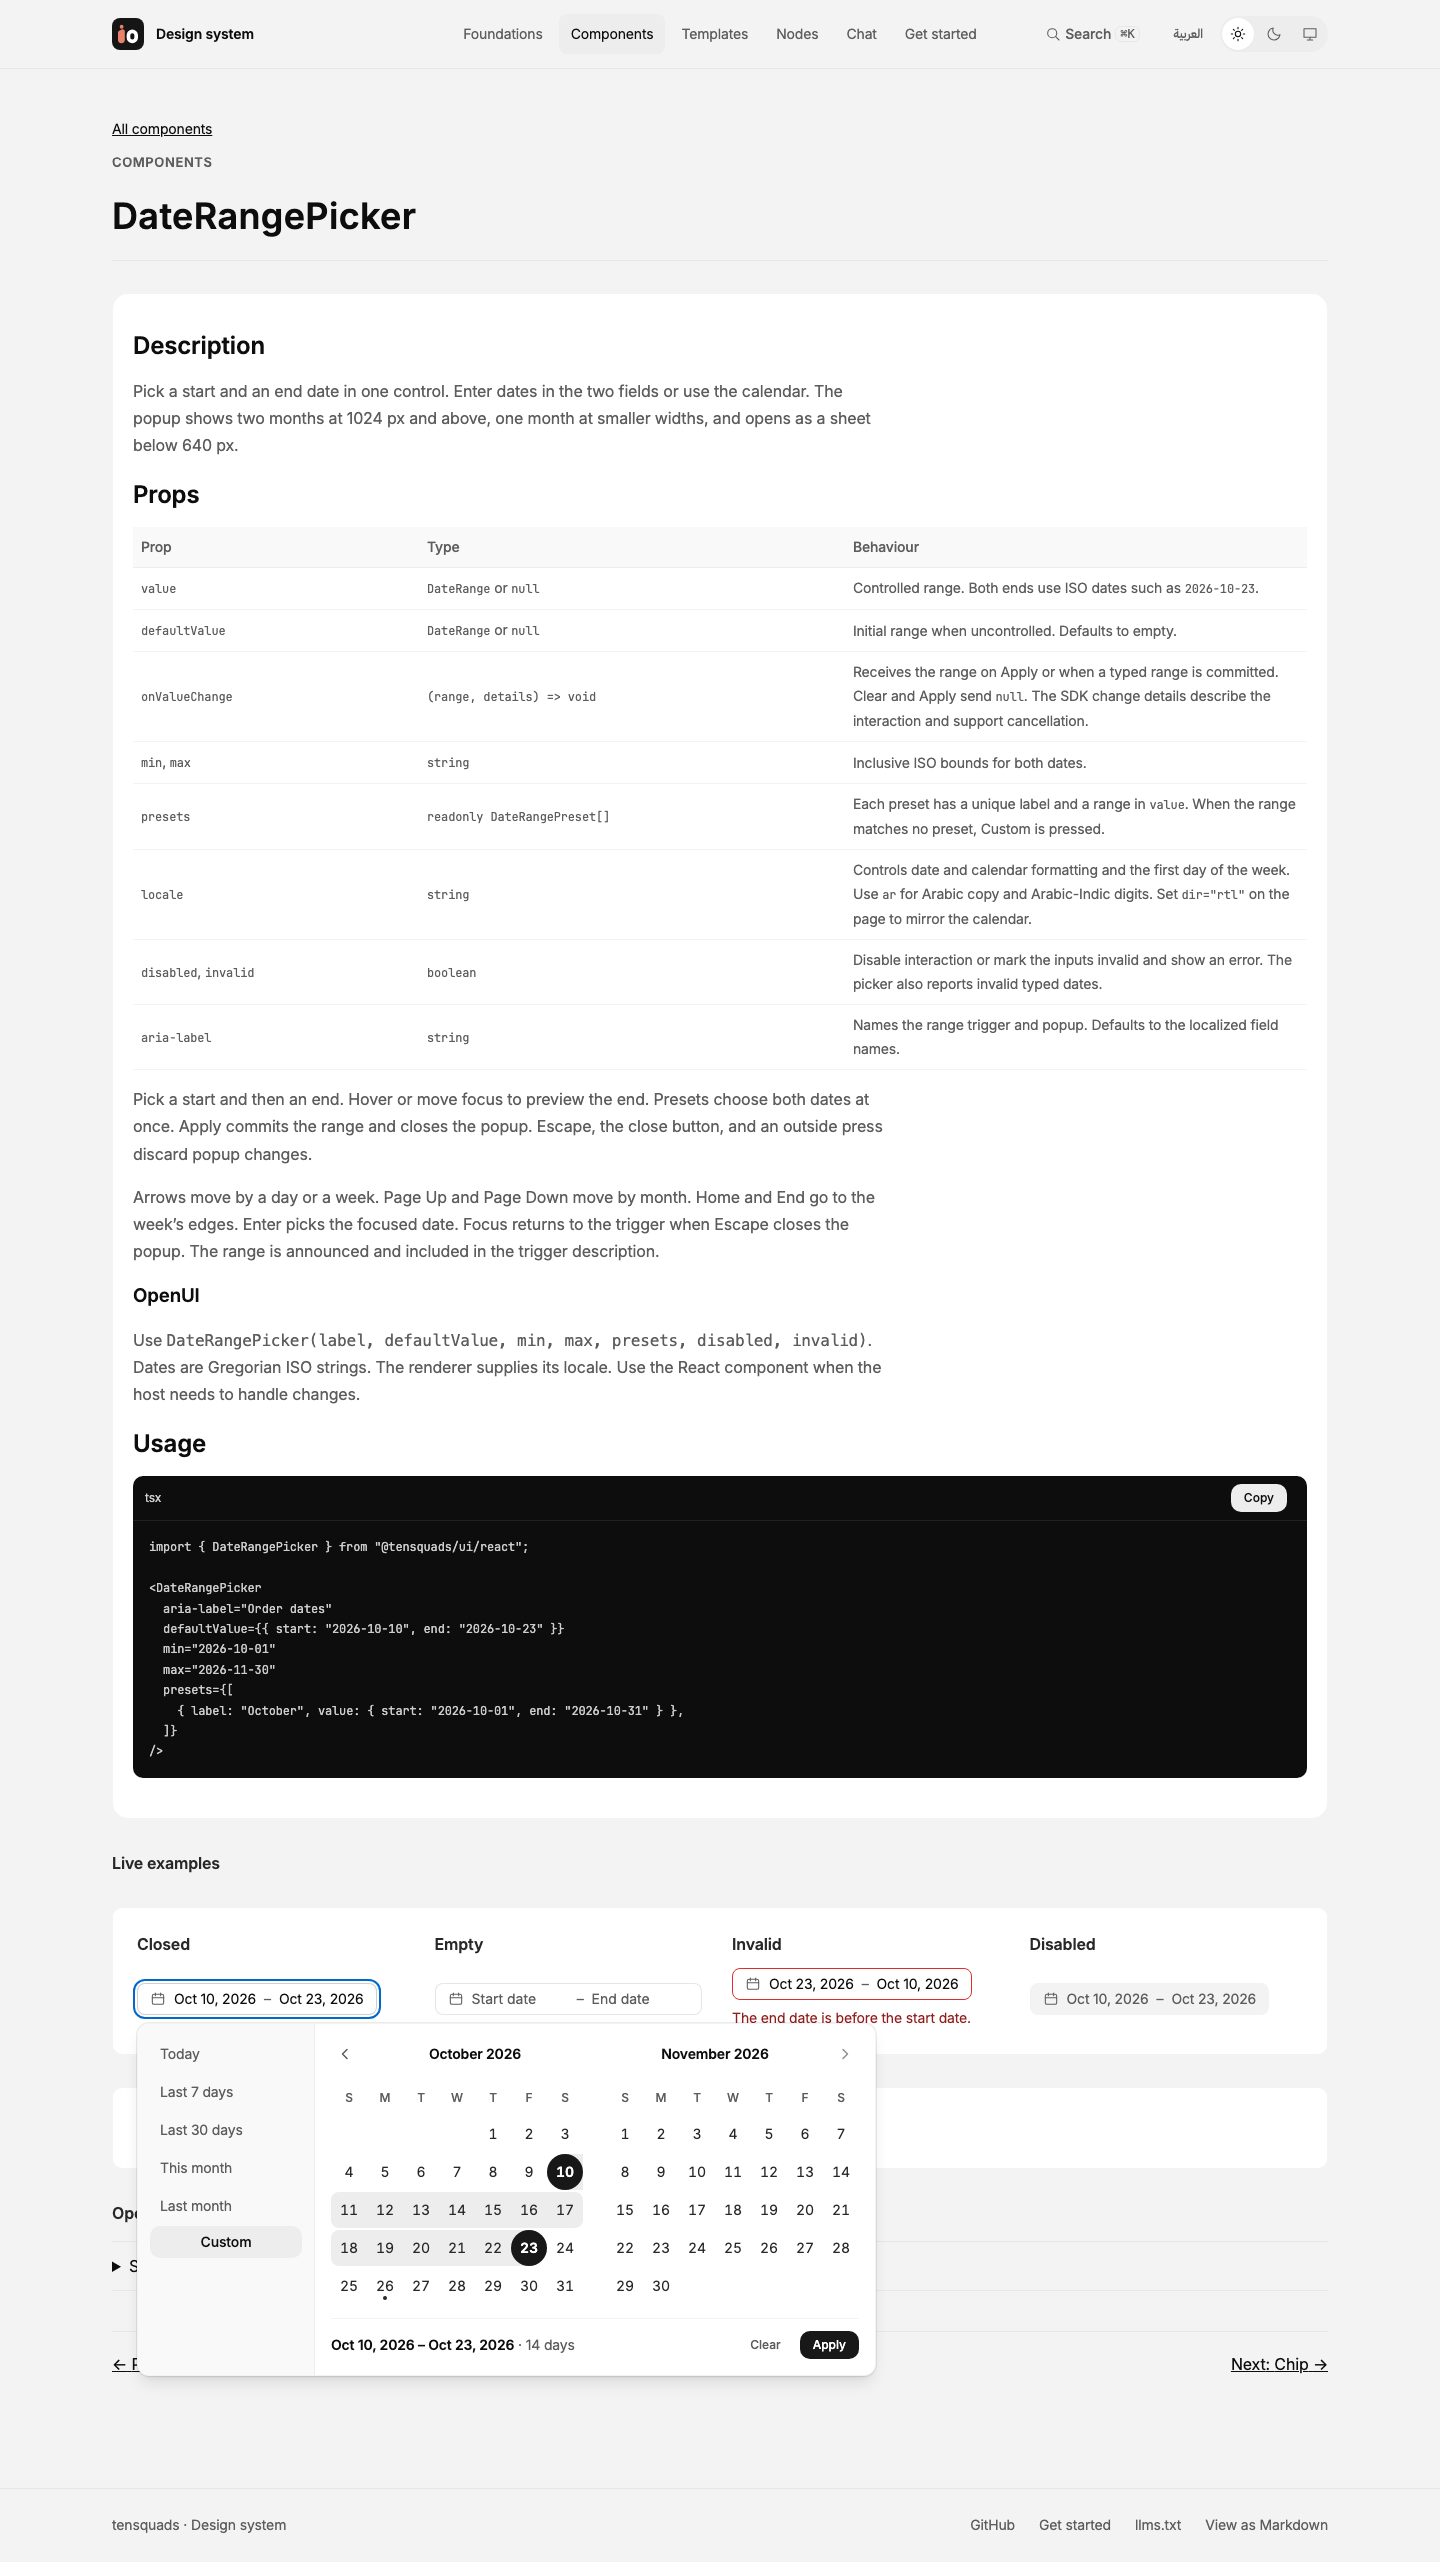 io Design system
Foundations Components Templates Nodes Chat Get started
Search ⌘K العربية
All components
COMPONENTS
DateRangePicker
Description
Pick a start and an end date in one control. Enter dates in the two fields or use the calendar. The
popup shows two months at 1024 px and above, one month at smaller widths, and opens as a sheet
below 640 px.
Props
Prop Type Behaviour
value DateRange or null Controlled range. Both ends use ISO dates such as 2026-10-23.
defaultValue DateRange or null Initial range when uncontrolled. Defaults to empty.
onValueChange (range, details) => void Receives the range on Apply or when a typed range is committed.
Clear and Apply send null. The SDK change details describe the
interaction and support cancellation.
min, max string Inclusive ISO bounds for both dates.
presets readonly DateRangePreset[] Each preset has a unique label and a range in value. When the range
matches no preset, Custom is pressed.
locale string Controls date and calendar formatting and the first day of the week.
Use ar for Arabic copy and Arabic-Indic digits. Set dir="rtl" on the
page to mirror the calendar.
disabled, invalid boolean Disable interaction or mark the inputs invalid and show an error. The
picker also reports invalid typed dates.
aria-label string Names the range trigger and popup. Defaults to the localized field
names.
Pick a start and then an end. Hover or move focus to preview the end. Presets choose both dates at
once. Apply commits the range and closes the popup. Escape, the close button, and an outside press
discard popup changes.
Arrows move by a day or a week. Page Up and Page Down move by month. Home and End go to the
week’s edges. Enter picks the focused date. Focus returns to the trigger when Escape closes the
popup. The range is announced and included in the trigger description.
OpenUI
Use DateRangePicker(label, defaultValue, min, max, presets, disabled, invalid).
Dates are Gregorian ISO strings. The renderer supplies its locale. Use the React component when the
host needs to handle changes.
Usage
tsx Copy
import { DateRangePicker } from "@tensquads/ui/react";
<DateRangePicker
aria-label="Order dates"
defaultValue={{ start: "2026-10-10", end: "2026-10-23" }}
min="2026-10-01"
max="2026-11-30"
presets={[
{ label: "October", value: { start: "2026-10-01", end: "2026-10-31" } },
]}
/>
Live examples
Closed Empty Invalid Disabled
Oct 10, 2026 – Oct 23, 2026
Start date – End date
Oct 23, 2026 – Oct 10, 2026
The end date is before the start date.
Oct 10, 2026 – Oct 23, 2026
Today
Last 7 days
Last 30 days
This month
Last month
Custom
October 2026
S M T W T F S
1 2 3
4 5 6 7 8 9 10
11 12 13 14 15 16 17
18 19 20 21 22 23 24
25 26 27 28 29 30 31
November 2026
S M T W T F S
1 2 3 4 5 6 7
8 9 10 11 12 13 14
15 16 17 18 19 20 21
22 23 24 25 26 27 28
29 30
Oct 10, 2026 – Oct 23, 2026 · 14 days
Clear Apply
Next: Chip →
tensquads · Design system
GitHub Get started llms.txt View as Markdown